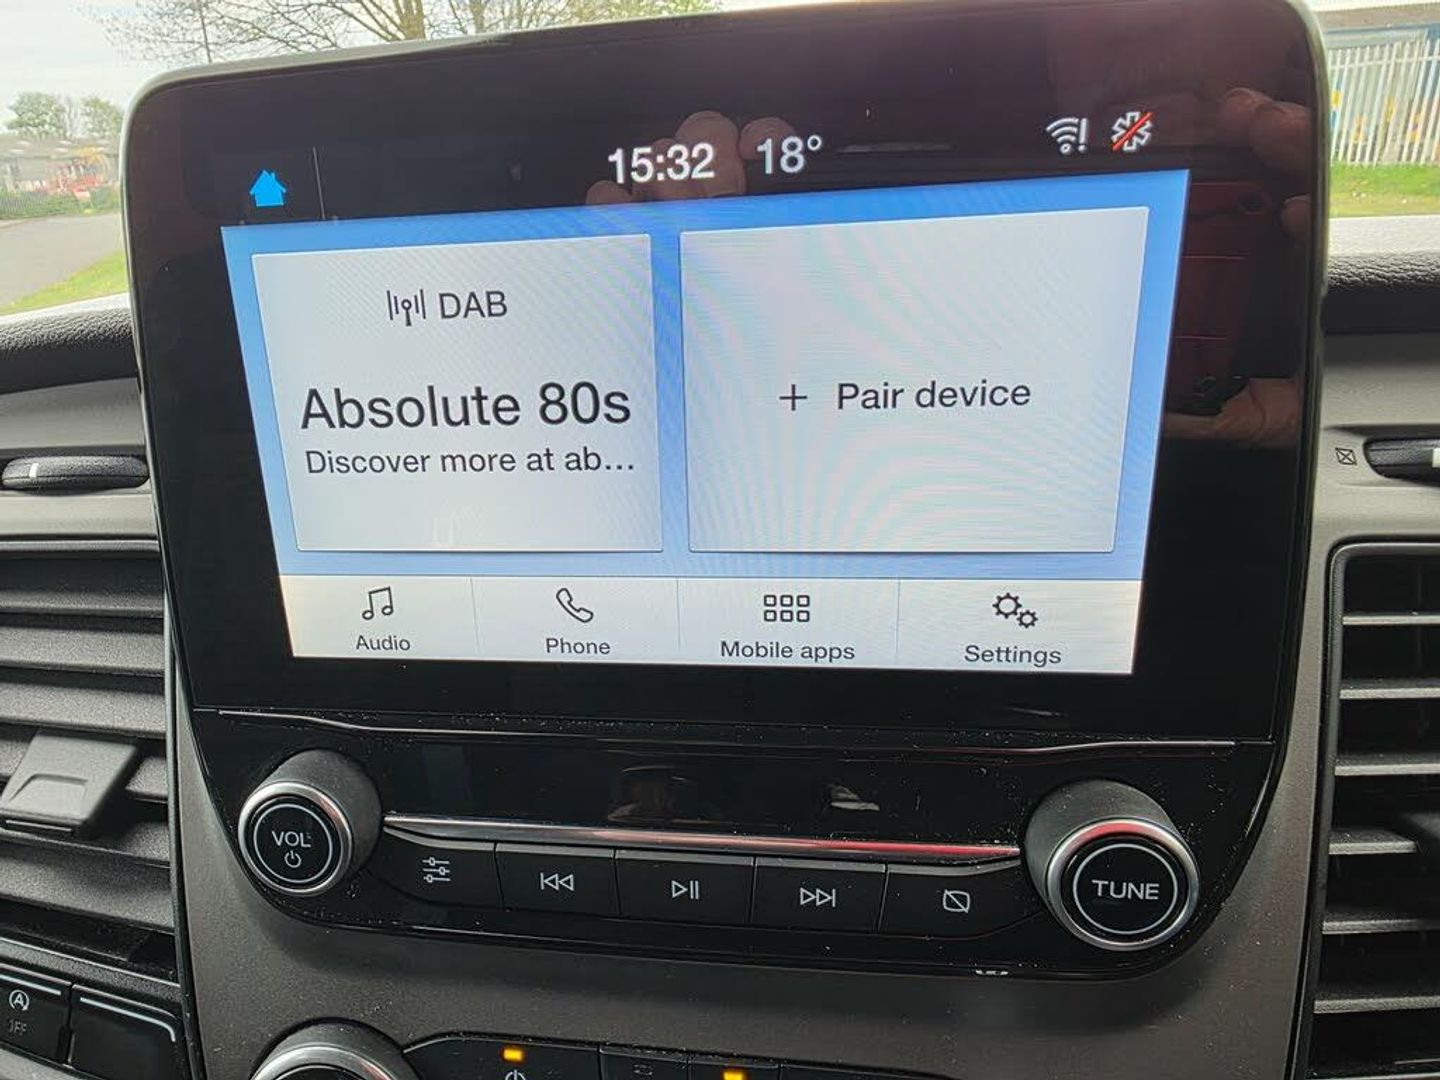 15:32 18°
DAB
Absolute 80s
Discover more at ab...
+ Pair device
Audio
Phone
Mobile apps
Settings
VOL
TUNE
A
OFF